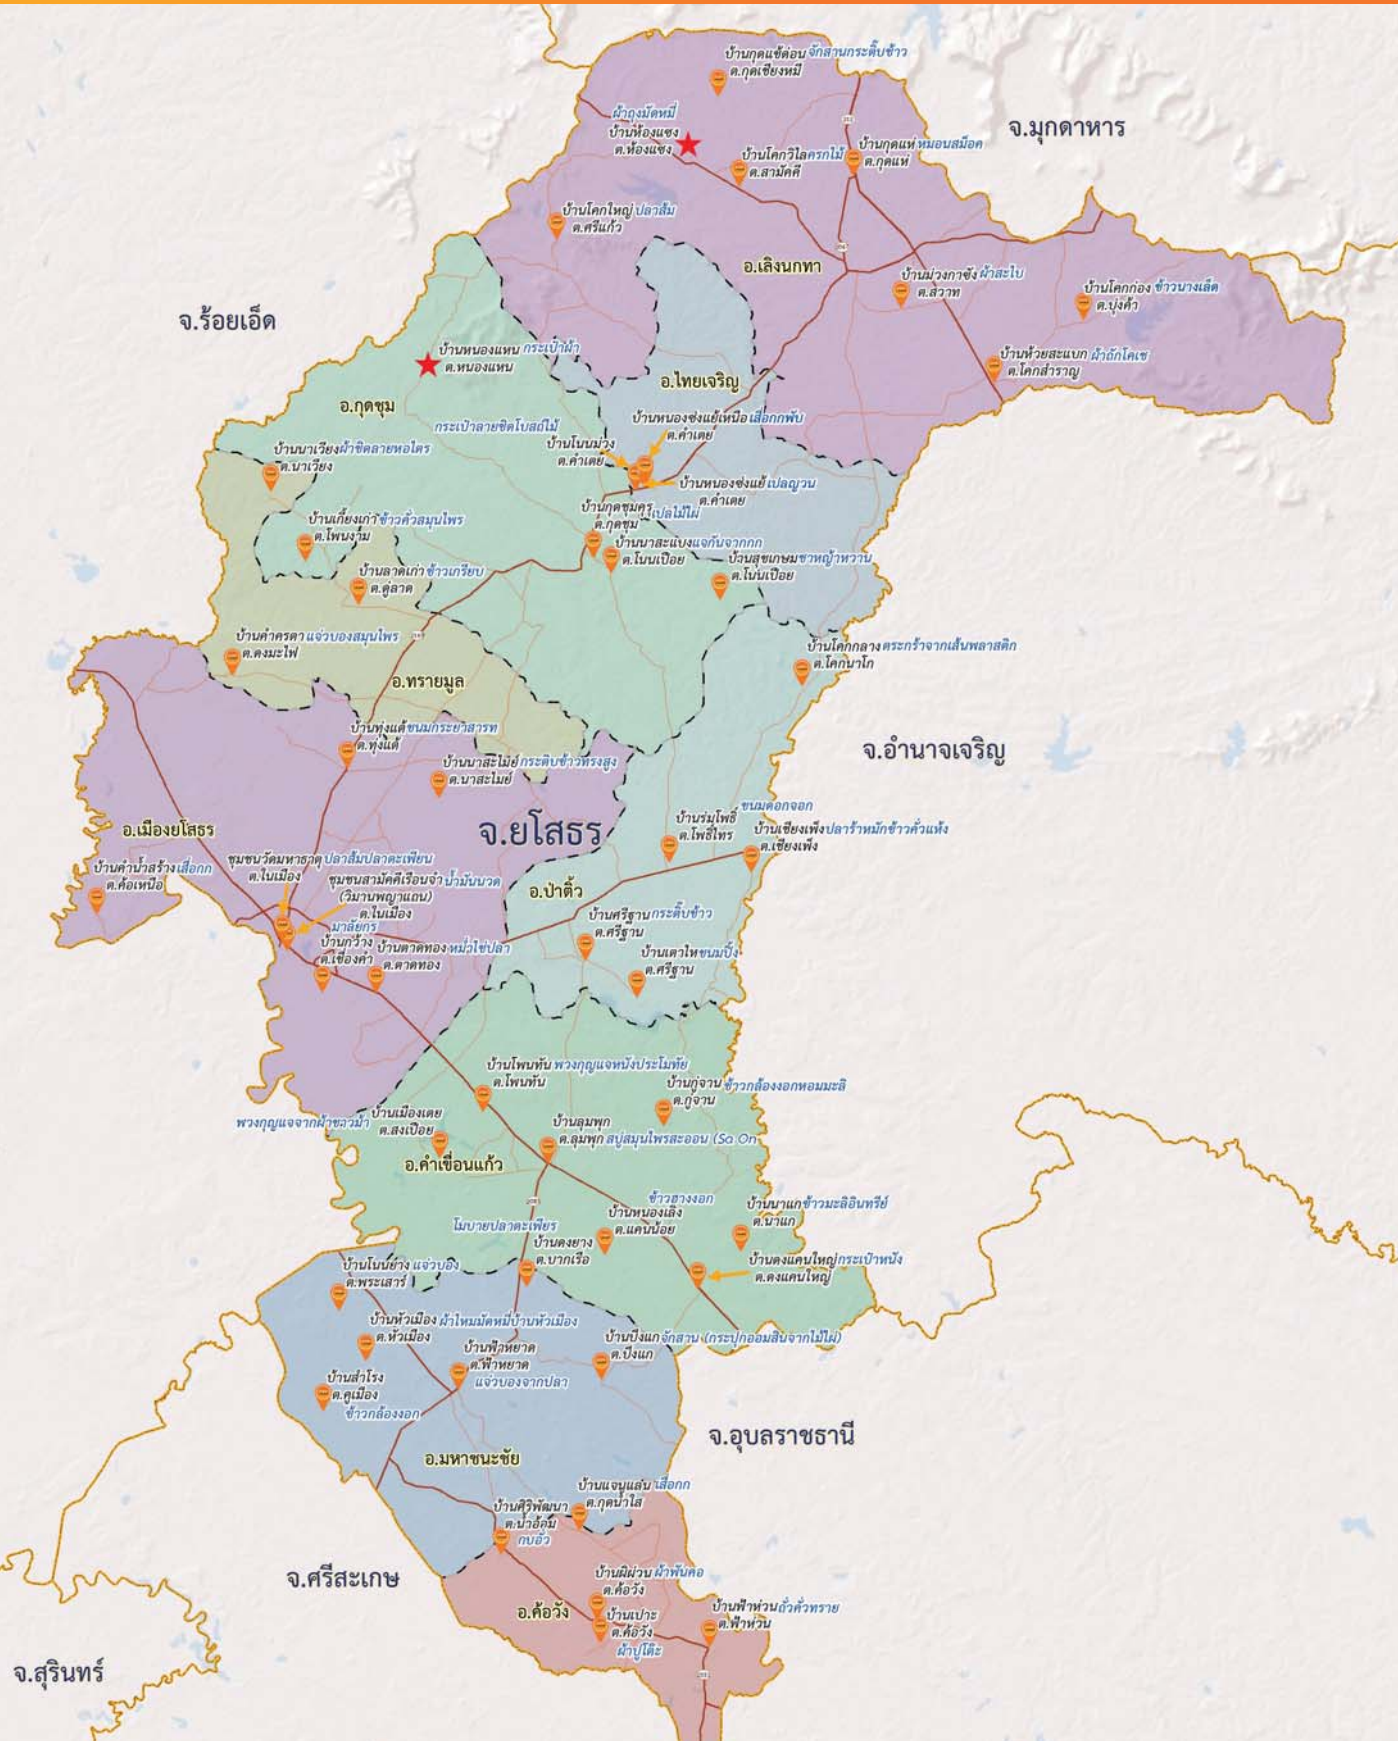 บ้านกุดแข้ด่อน จักสานกระติ๊บข้าว
ต.กุดเชียงหมี
จ.มุกดาหาร
ผ้าถุงมัดหมี่
บ้านห้องแซง
ต.ห้องแซง
บ้านโคกวิไล ครกไม้
ต.สามัคคี
บ้านกุดแห่ หมอนสม็อค
ต.กุดแห่
บ้านโคกใหญ่ ปลาส้ม
ต.ศรีแก้ว
อ.เลิงนกทา
บ้านม่วงกาซัง ผ้าสะไบ
ต.สวาท
บ้านโคกก่อง ข้าวนางเล็ด
ต.บุ่งค้า
จ.ร้อยเอ็ด
บ้านหนองแหน กระเป๋าผ้า
ต.หนองแหน
บ้านห้วยสะแบก ผ้าถักโคเช
ต.โคกสำราญ
อ.ไทยเจริญ
อ.กุดชุม
บ้านหนองซ่งแย้เหนือ เสื่อกกพับ
ต.คำเตย
กระเป๋าลายขิดโบสถ์ไม้
บ้านโนนม่วง
ต.คำเตย
บ้านนาเวียง ผ้าขิดลายหอไตร
ต.นาเวียง
บ้านหนองซ่งแย้ เปลญวน
ต.คำเตย
บ้านกุดชุมคุรุ เปลไม้ไผ่
ต.กุดชุม
บ้านเกี้ยงเก่า ข้าวคั่วสมุนไพร
ต.โพนงาม
บ้านนาสะแบง แจกันจากกก
ต.โนนเปือย
บ้านสุขเกษม ชาหญ้าหวาน
ต.โนนเปือย
บ้านลาดเก่า ข้าวเกรียบ
ต.ดู่ลาด
บ้านคำครตา แจ่วบองสมุนไพร
ต.ดงมะไฟ
บ้านโคกกลาง ตะกร้าจากเส้นพลาสติก
ต.โคกนาโก
อ.ทรายมูล
บ้านทุ่งแต้ ขนมกระยาสารท
ต.ทุ่งแต้
จ.อำนาจเจริญ
บ้านนาสะไมย์ กระติบข้าวทรงสูง
ต.นาสะไมย์
จ.ยโสธร
ขนมดอกจอก
บ้านร่มโพธิ์
ต.โพธิ์ไทร
บ้านเชียงเพ็ง ปลาร้าหมักข้าวคั่วแห้ง
ต.เชียงเพ็ง
อ.เมืองยโสธร
ชุมชนวัดมหาธาตุ ปลาส้มปลาตะเพียน
ต.ในเมือง
บ้านคำน้ำสร้าง เสื่อกก
ต.ค้อเหนือ
ชุมชนสามัคคีเรือนจำ น้ำมันนวด
(วิมานพญาแถน)
ต.ในเมือง
อ.ป่าติ้ว
บ้านศรีฐาน กระติ๊บข้าว
ต.ศรีฐาน
มาลัยกร
บ้านกว้าง
ต.เขื่องคำ
บ้านตาดทอง หม่ำไข่ปลา
ต.ตาดทอง
บ้านเตาไห ขนมปิ้ง
ต.ศรีฐาน
บ้านโพนทัน พวงกุญแจหนังประโมทัย
ต.โพนทัน
บ้านกู่จาน ข้าวกล้องงอกหอมมะลิ
ต.กู่จาน
พวงกุญแจจากผ้าขาวม้า
บ้านเมืองเตย
ต.สงเปือย
บ้านลุมพุก
ต.ลุมพุก สบู่สมุนไพรสะออน (Sa On
อ.คำเขื่อนแก้ว
ข้าวฮางงอก
บ้านหนองเลิง
ต.แคนน้อย
บ้านนาแก ข้าวมะลิอินทรีย์
ต.นาแก
โมบายปลาตะเพียร
บ้านดงยาง
ต.บากเรือ
บ้านดงแคนใหญ่ กระเป๋าหนัง
ต.ดงแคนใหญ่
บ้านโนนยาง แจ่วบอง
ต.พระเสาร์
บ้านหัวเมือง ผ้าไหมมัดหมี่บ้านหัวเมือง
ต.หัวเมือง
บ้านบึงแก จักสาน (กระปุกออมสินจากไม้ไผ่)
ต.บึงแก
บ้านฟ้าหยาด
ต.ฟ้าหยาด
แจ่วบองจากปลา
บ้านสำโรง
ต.คูเมือง
ข้าวกล้องงอก
จ.อุบลราชธานี
อ.มหาชนะชัย
บ้านแจนแลน เสื่อกก
ต.กุดน้ำใส
บ้านศิริพัฒนา
ต.น้ำอ้อม
กบอั่ว
จ.ศรีสะเกษ
บ้านผิผ่วน ผ้าพันคอ
ต.ค้อวัง
อ.ค้อวัง
บ้านเปาะ
ต.ค้อวัง
ผ้าปูโต๊ะ
บ้านฟ้าห่วน ถั่วคั่วทราย
ต.ฟ้าห่วน
จ.สุรินทร์